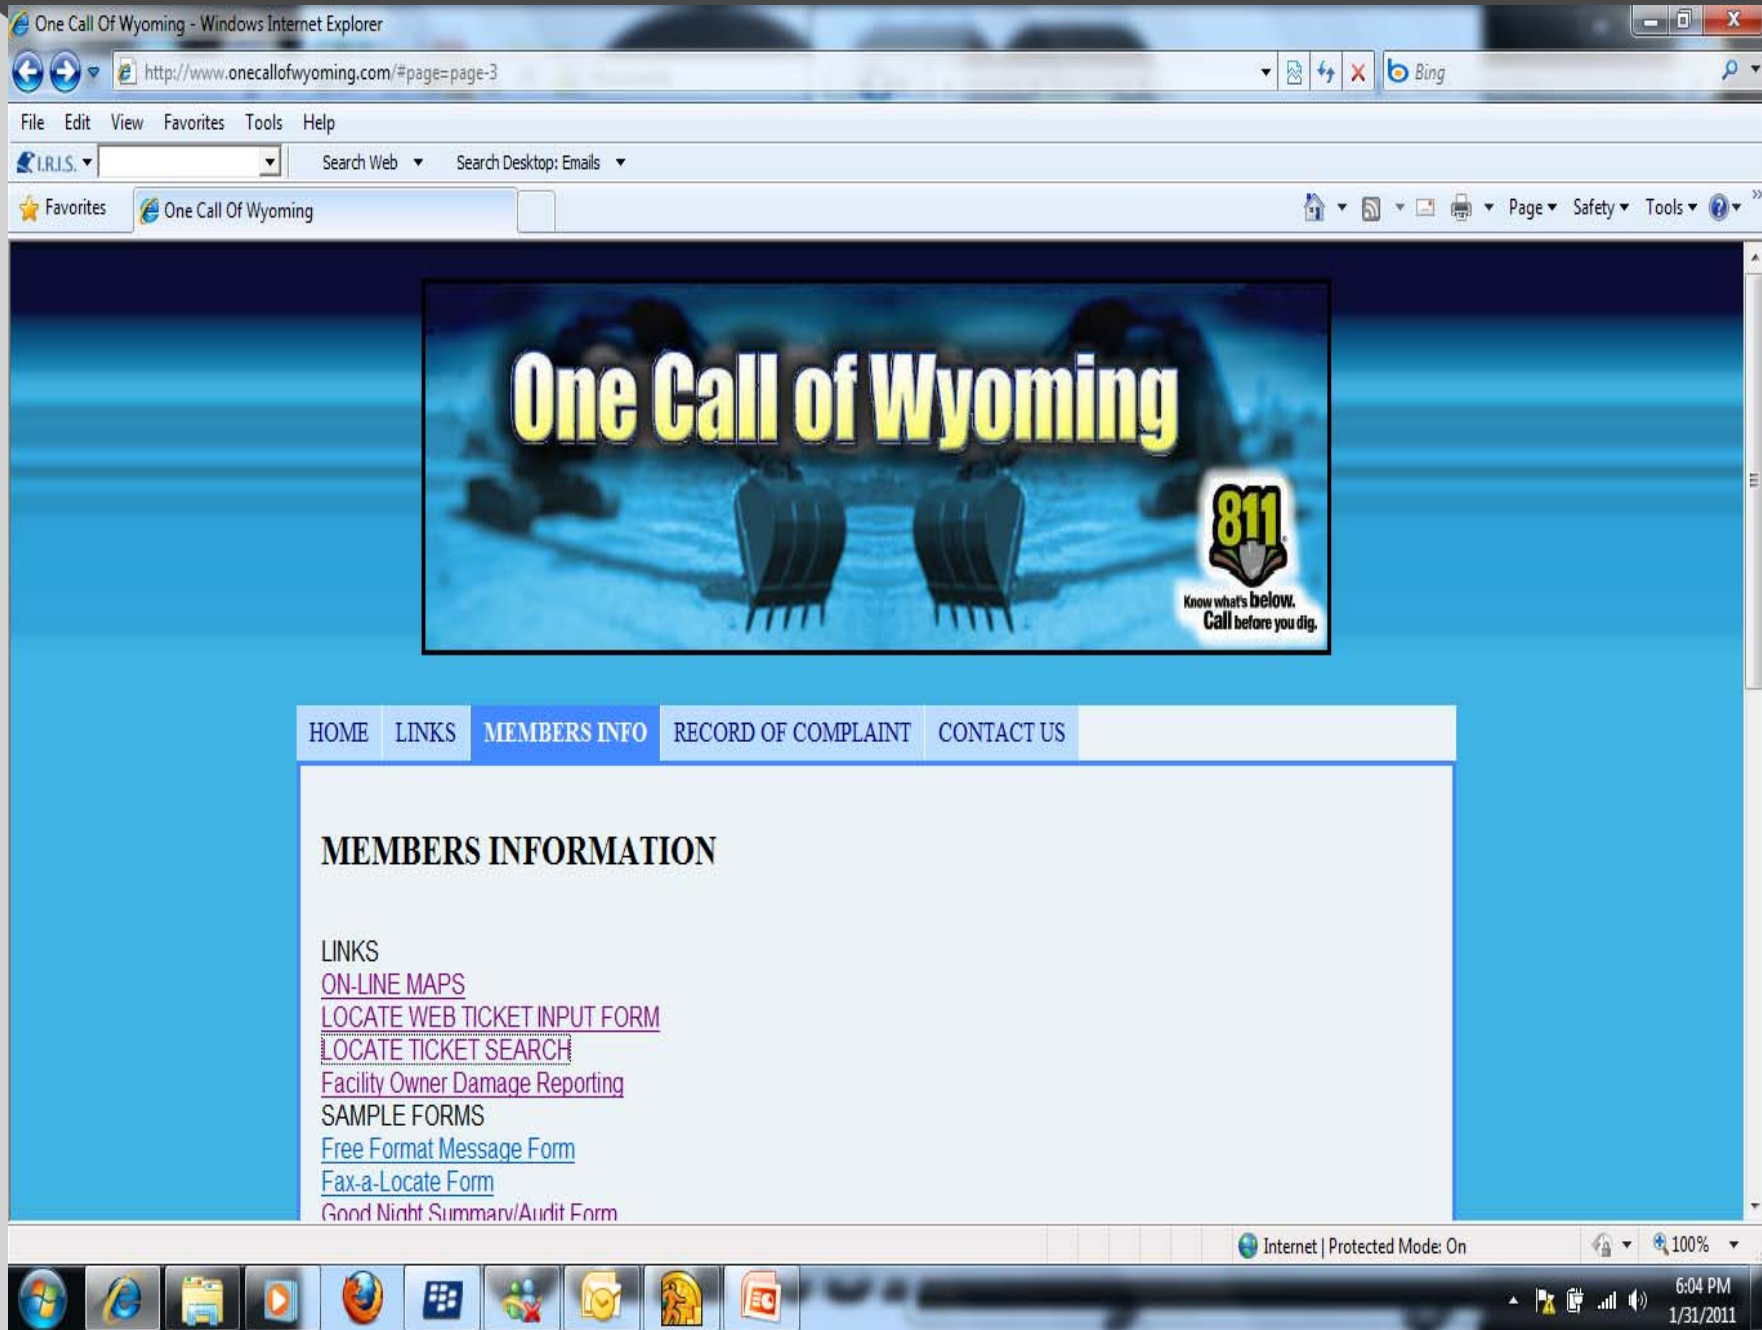 One Call Of Wyoming - Windows Internet Explorer
http://www.onecallofwyoming.com/#page=page-3
Bing
File Edit View Favorites Tools Help
I.R.I.S. Search Web Search Desktop: Emails
Favorites One Call Of Wyoming Page Safety Tools
One Call of Wyoming
811
Know what's below.
Call before you dig.
HOME LINKS MEMBERS INFO RECORD OF COMPLAINT CONTACT US
MEMBERS INFORMATION
LINKS
ON-LINE MAPS
LOCATE WEB TICKET INPUT FORM
LOCATE TICKET SEARCH
Facility Owner Damage Reporting
SAMPLE FORMS
Free Format Message Form
Fax-a-Locate Form
Good Night Summary/Audit Form
Internet | Protected Mode: On 100%
6:04 PM
1/31/2011